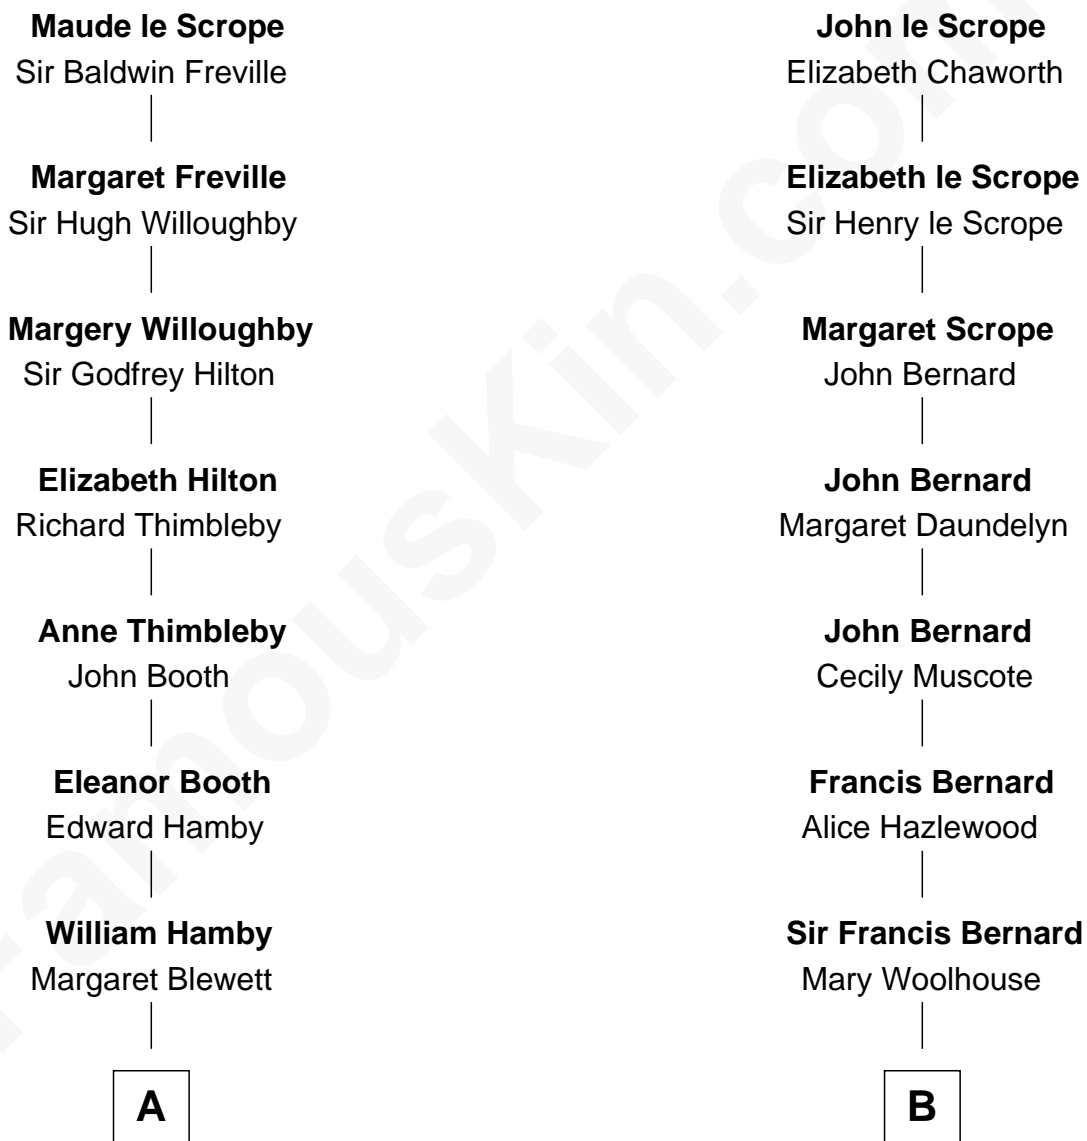 Maude le Scrope
Sir Baldwin Freville
Margaret Freville
Sir Hugh Willoughby
Margery Willoughby
Sir Godfrey Hilton
Elizabeth Hilton
Richard Thimbleby
Anne Thimbleby
John Booth
Eleanor Booth
Edward Hamby
William Hamby
Margaret Blewett
A
John le Scrope
Elizabeth Chaworth
Elizabeth le Scrope
Sir Henry le Scrope
Margaret Scrope
John Bernard
John Bernard
Margaret Daundelyn
John Bernard
Cecily Muscote
Francis Bernard
Alice Hazlewood
Sir Francis Bernard
Mary Woolhouse
B
FamousKin.com